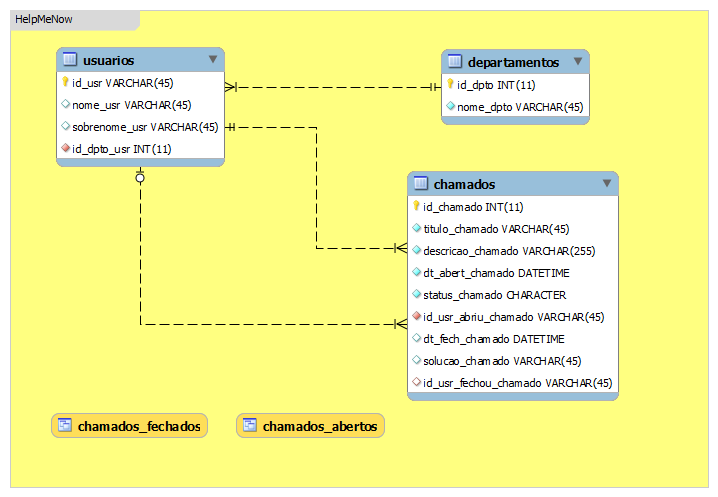 HelpMeNow
usuarios
id_usr VARCHAR(45)
nome_usr VARCHAR(45)
sobrenome_usr VARCHAR(45)
id_dpto_usr INT(11)
departamentos
id_dpto INT(11)
nome_dpto VARCHAR(45)
chamados
id_chamado INT(11)
titulo_chamado VARCHAR(45)
descricao_chamado VARCHAR(255)
dt_abert_chamado DATETIME
status_chamado CHARACTER
id_usr_abriu_chamado VARCHAR(45)
dt_fech_chamado DATETIME
solucao_chamado VARCHAR(45)
id_usr_fechou_chamado VARCHAR(45)
chamados_fechados
chamados_abertos